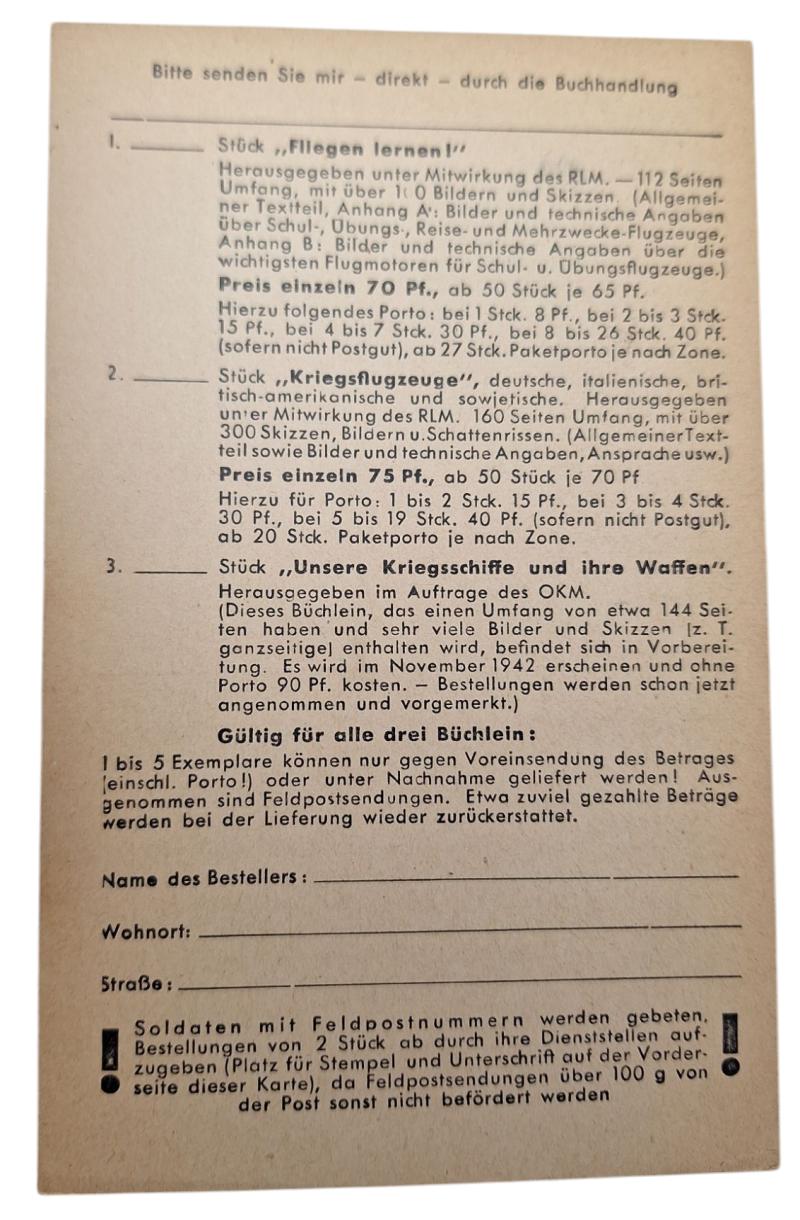 Bitte senden Sie mir – direkt – durch die Buchhandlung
1. Stück „Fliegen lernen!“
Herausgegeben unter Mitwirkung des RLM. — 112 Seiten
Umfang, mit über Bildern und Skizzen. (Allgemei-
ner Textteil, Anhang A: Bilder und technische Angaben
über Schul-, Übungs-, Reise- und Mehrzwecke-Flugzeuge,
Anhang B: Bilder und technische Angaben über die
wichtigsten Flugmotoren für Schul- u. Übungsflugzeuge.)
Preis einzeln 70 Pf., ab 50 Stück je 65 Pf.
Hierzu folgendes Porto: bei 1 Stck. 8 Pf., bei 2 bis 3 Stck.
15 Pf., bei 4 bis 7 Stck. 30 Pf., bei 8 bis 26 Stck. 40 Pf.
(sofern nicht Postgut), ab 27 Stck. Paketporto je nach Zone.
2. Stück „Kriegsflugzeuge“, deutsche, italienische, bri-
tisch-amerikanische und sowjetische. Herausgegeben
unter Mitwirkung des RLM. 160 Seiten Umfang, mit über
300 Skizzen, Bildern u. Schattenrissen. (Allgemeiner Text-
teil sowie Bilder und technische Angaben, Ansprache usw.)
Preis einzeln 75 Pf., ab 50 Stück je 70 Pf
Hierzu für Porto: 1 bis 2 Stck. 15 Pf., bei 3 bis 4 Stck.
30 Pf., bei 5 bis 19 Stck. 40 Pf. (sofern nicht Postgut),
ab 20 Stck. Paketporto je nach Zone.
3. Stück „Unsere Kriegsschiffe und ihre Waffen“.
Herausgegeben im Auftrage des OKM.
(Dieses Büchlein, das einen Umfang von etwa 144 Sei-
ten haben und sehr viele Bilder und Skizzen [z. T.
ganzseitige] enthalten wird, befindet sich in Vorberei-
tung. Es wird im November 1942 erscheinen und ohne
Porto 90 Pf. kosten. – Bestellungen werden schon jetzt
angenommen und vorgemerkt.)
Gültig für alle drei Büchlein:
1 bis 5 Exemplare können nur gegen Voreinsendung des Betrages
(einschl. Porto!) oder unter Nachnahme geliefert werden! Aus-
genommen sind Feldpostsendungen. Etwa zuviel gezahlte Beträge
werden bei der Lieferung wieder zurückerstattet.
Name des Bestellers:
Wohnort:
Straße:
! Soldaten mit Feldpostnummern werden gebeten, !
Bestellungen von 2 Stück ab durch ihre Dienststellen auf-
zugeben (Platz für Stempel und Unterschrift auf der Vorder-
seite dieser Karte), da Feldpostsendungen über 100 g von
der Post sonst nicht befördert werden